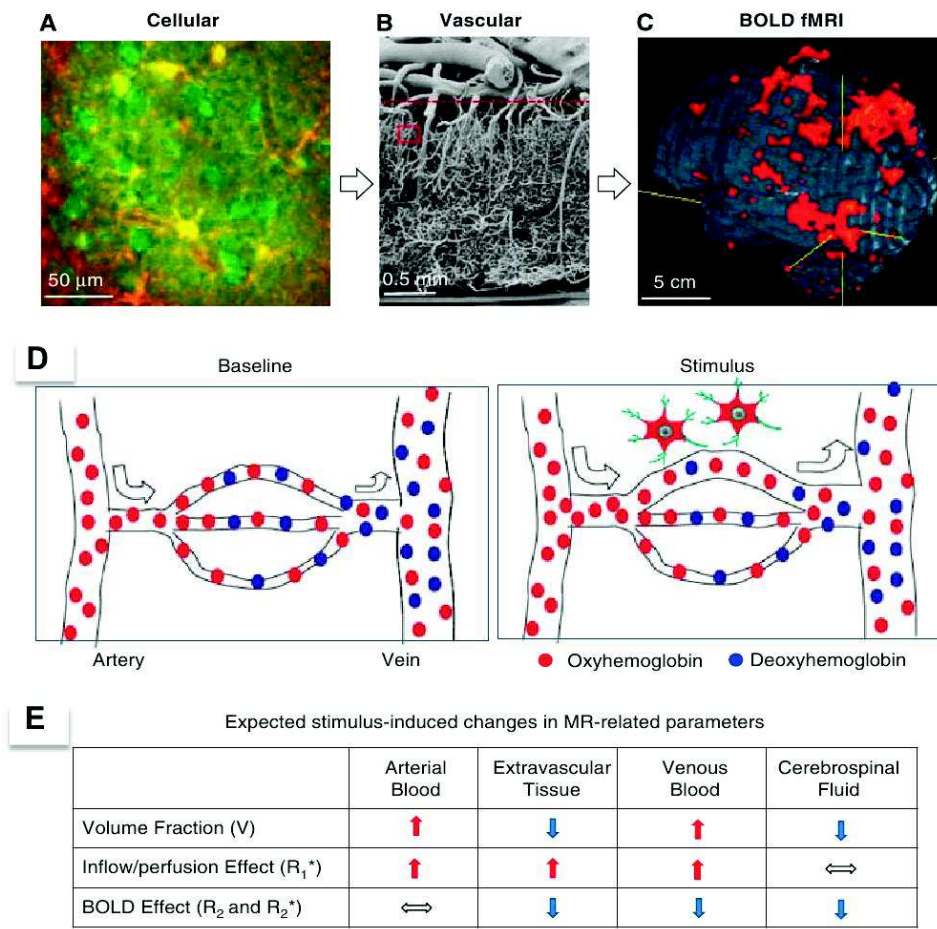 A Cellular
B Vascular
C BOLD fMRI
50 μm
0.5 mm
5 cm
D
Baseline
Stimulus
Artery
Vein
Oxyhemoglobin
Deoxyhemoglobin
E
Expected stimulus-induced changes in MR-related parameters
Arterial
Blood
Extravascular
Tissue
Venous
Blood
Cerebrospinal
Fluid
Volume Fraction (V)
Inflow/perfusion Effect (R₁*)
BOLD Effect (R₂ and R₂*)